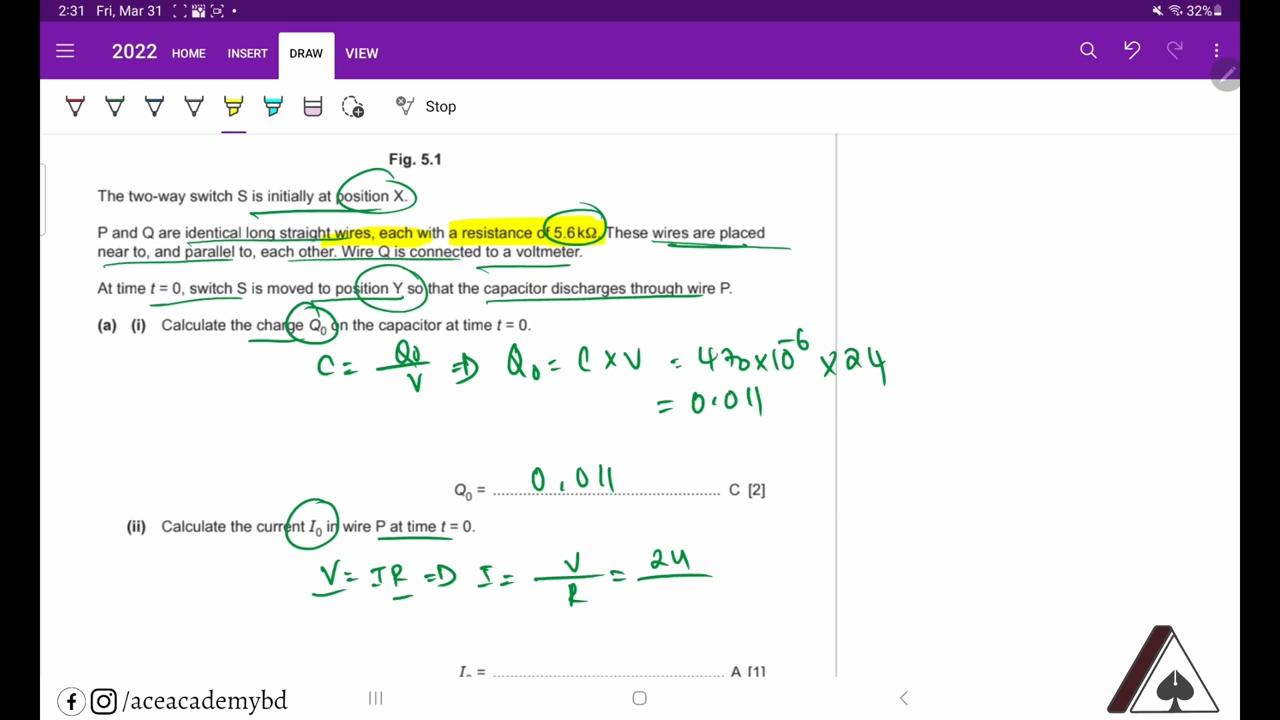 2:31 Fri, Mar 31 32%
2022 HOME INSERT DRAW VIEW
Stop
Fig. 5.1
The two-way switch S is initially at position X.
P and Q are identical long straight wires, each with a resistance of 5.6kΩ. These wires are placed
near to, and parallel to, each other. Wire Q is connected to a voltmeter.
At time t = 0, switch S is moved to position Y so that the capacitor discharges through wire P.
(a) (i) Calculate the charge Q₀ on the capacitor at time t = 0.
C = Q₀/V ⇒ Q₀ = C × V = 470×10⁻⁶ × 24
= 0.011
0.011
Q₀ = ............................................................ C [2]
(ii) Calculate the current I₀ in wire P at time t = 0.
V = IR ⇒ I = V/R = 24
I₀ = ............................................................ A [1]
/aceacademybd